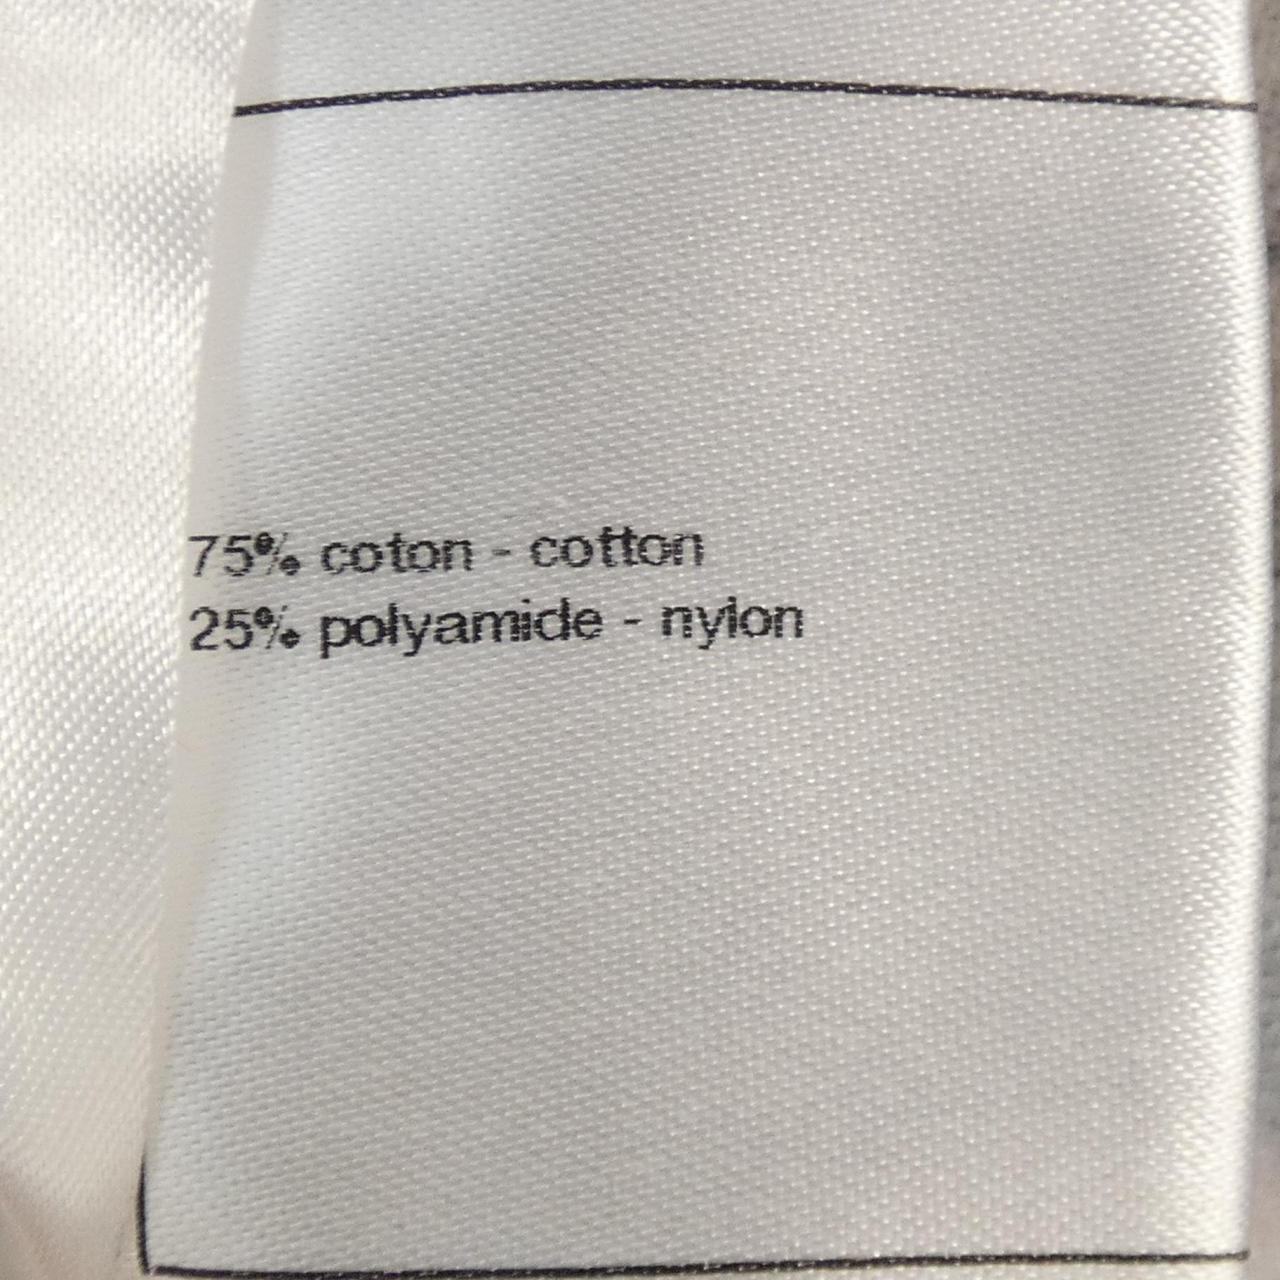 75% coton - cotton
25% polyamide - nylon